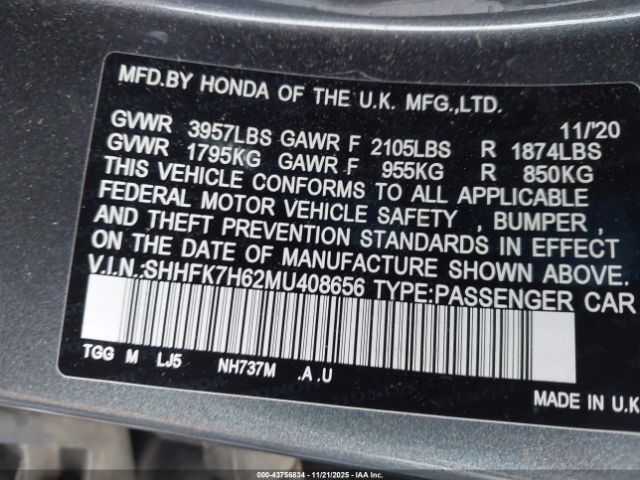 MFD.BY HONDA OF THE U.K. MFG.,LTD.
11/'20
GVWR 3957LBS GAWR F 2105LBS R 1874LBS
GVWR 1795KG GAWR F 955KG R 850KG
THIS VEHICLE CONFORMS TO ALL APPLICABLE
FEDERAL MOTOR VEHICLE SAFETY , BUMPER ,
AND THEFT PREVENTION STANDARDS IN EFFECT
ON THE DATE OF MANUFACTURE SHOWN ABOVE.
V.I.N.:SHHFK7H62MU408656 TYPE:PASSENGER CAR
TGG M LJ5 NH737M .A .U
MADE IN U.K
000-43756834 - 11/21/2025 - IAAI.COM